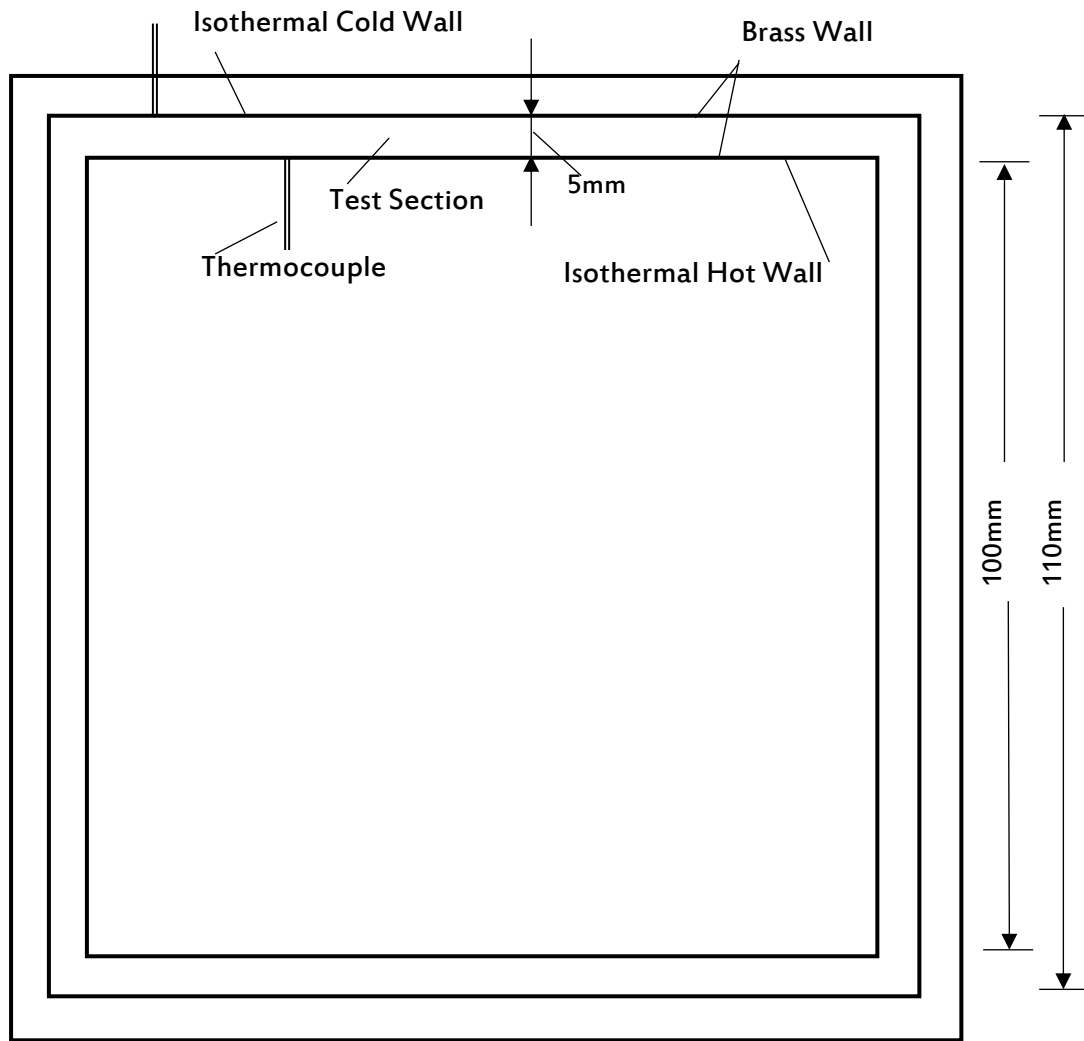 Isothermal Cold Wall
Brass Wall
5mm
Test Section
Thermocouple
Isothermal Hot Wall
100mm
110mm